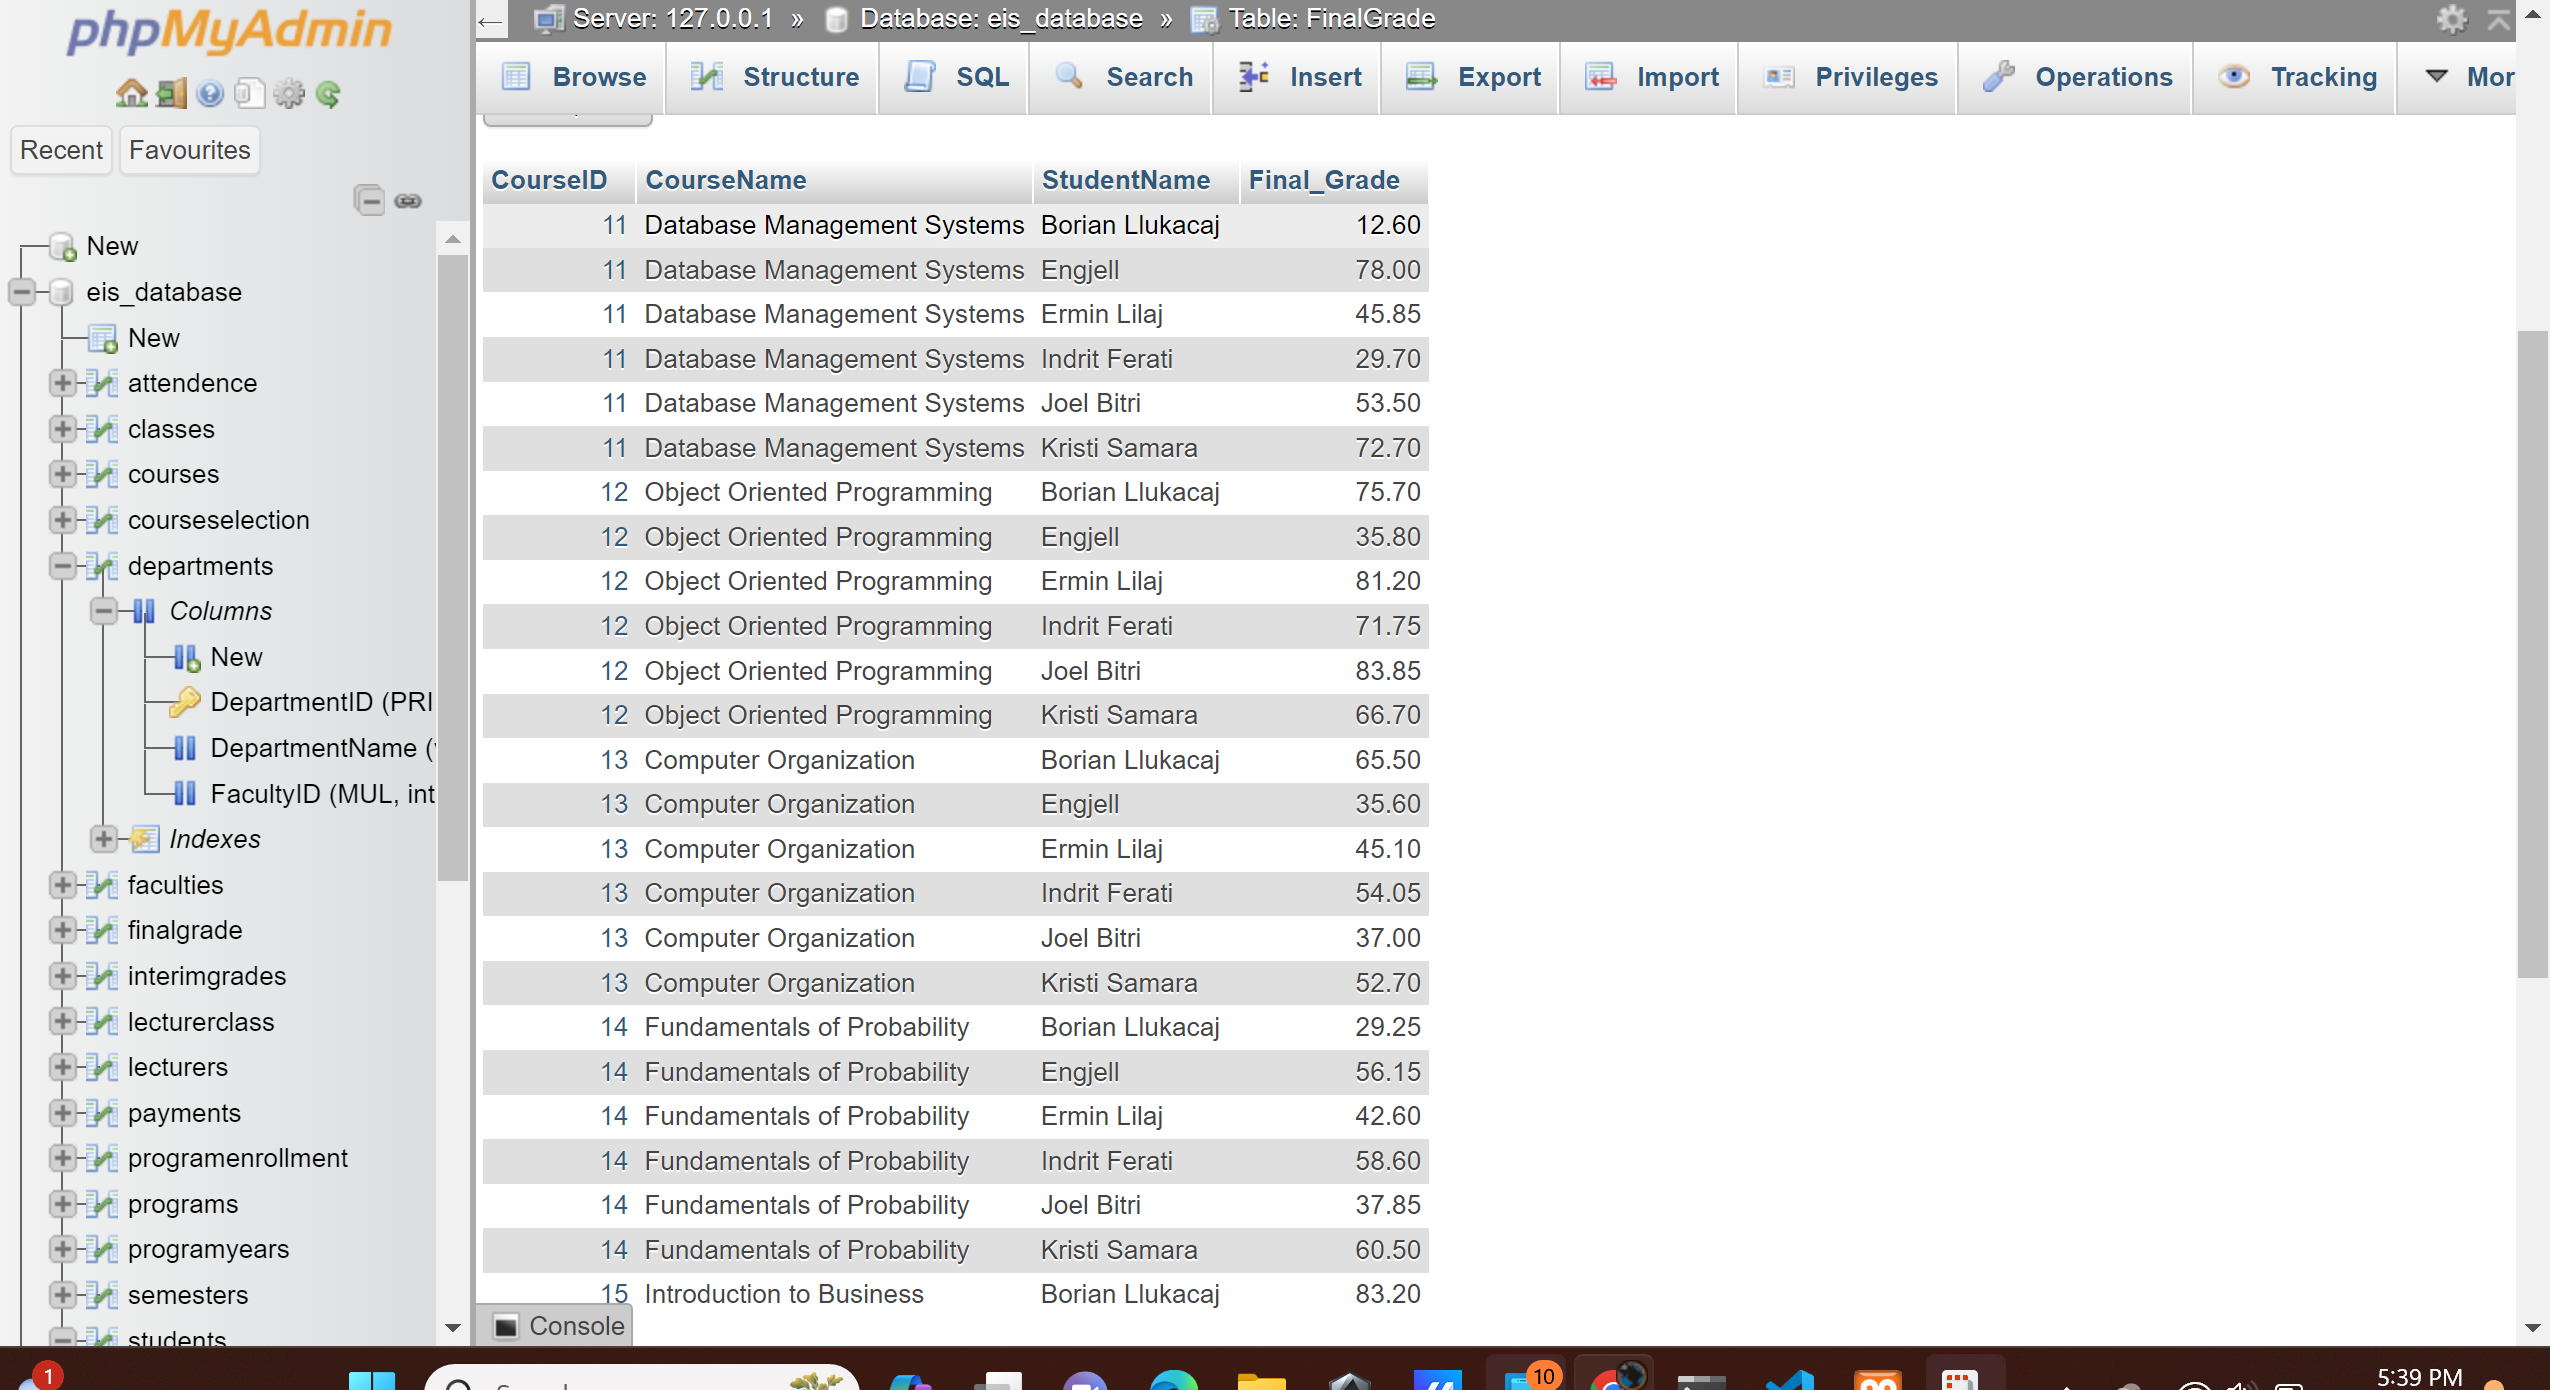 phpMyAdmin
Recent Favourites
New
eis_database
New
attendence
classes
courses
courseselection
departments
Columns
New
DepartmentID (PRI
DepartmentName (
FacultyID (MUL, int
Indexes
faculties
finalgrade
interimgrades
lecturerclass
lecturers
payments
programenrollment
programs
programyears
semesters
students
← Server: 127.0.0.1 » Database: eis_database » Table: FinalGrade
Browse Structure SQL Search Insert Export Import Privileges Operations Tracking Mor
CourseID CourseName StudentName Final_Grade
11 Database Management Systems Borian Llukacaj 12.60
11 Database Management Systems Engjell 78.00
11 Database Management Systems Ermin Lilaj 45.85
11 Database Management Systems Indrit Ferati 29.70
11 Database Management Systems Joel Bitri 53.50
11 Database Management Systems Kristi Samara 72.70
12 Object Oriented Programming Borian Llukacaj 75.70
12 Object Oriented Programming Engjell 35.80
12 Object Oriented Programming Ermin Lilaj 81.20
12 Object Oriented Programming Indrit Ferati 71.75
12 Object Oriented Programming Joel Bitri 83.85
12 Object Oriented Programming Kristi Samara 66.70
13 Computer Organization Borian Llukacaj 65.50
13 Computer Organization Engjell 35.60
13 Computer Organization Ermin Lilaj 45.10
13 Computer Organization Indrit Ferati 54.05
13 Computer Organization Joel Bitri 37.00
13 Computer Organization Kristi Samara 52.70
14 Fundamentals of Probability Borian Llukacaj 29.25
14 Fundamentals of Probability Engjell 56.15
14 Fundamentals of Probability Ermin Lilaj 42.60
14 Fundamentals of Probability Indrit Ferati 58.60
14 Fundamentals of Probability Joel Bitri 37.85
14 Fundamentals of Probability Kristi Samara 60.50
15 Introduction to Business Borian Llukacaj 83.20
Console
1
10
5:39 PM